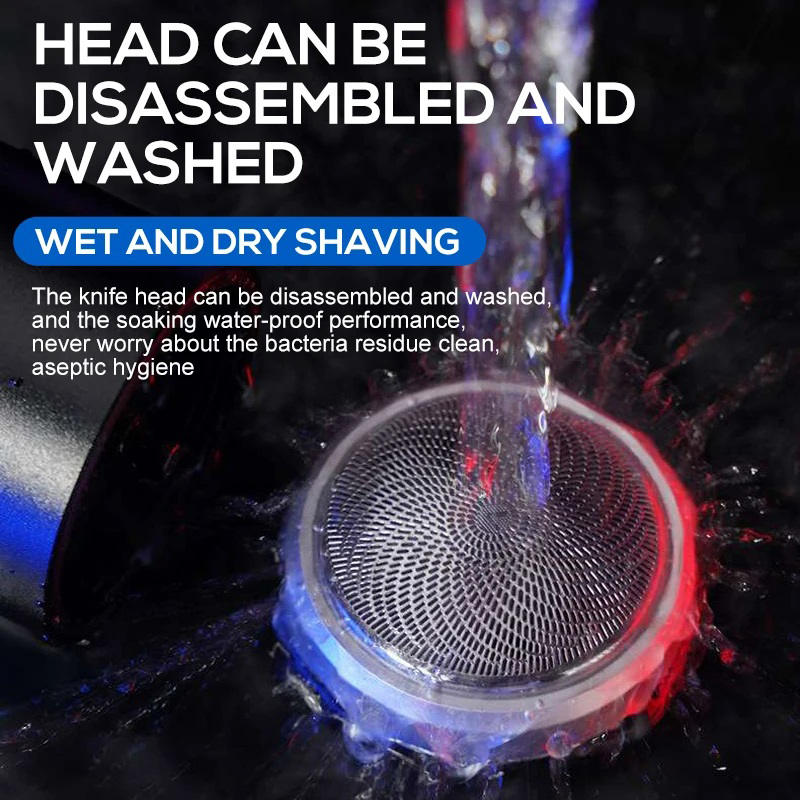 HEAD CAN BE
DISASSEMBLED AND
WASHED
WET AND DRY SHAVING
The knife head can be disassembled and washed,
and the soaking water-proof performance,
never worry about the bacteria residue clean,
aseptic hygiene